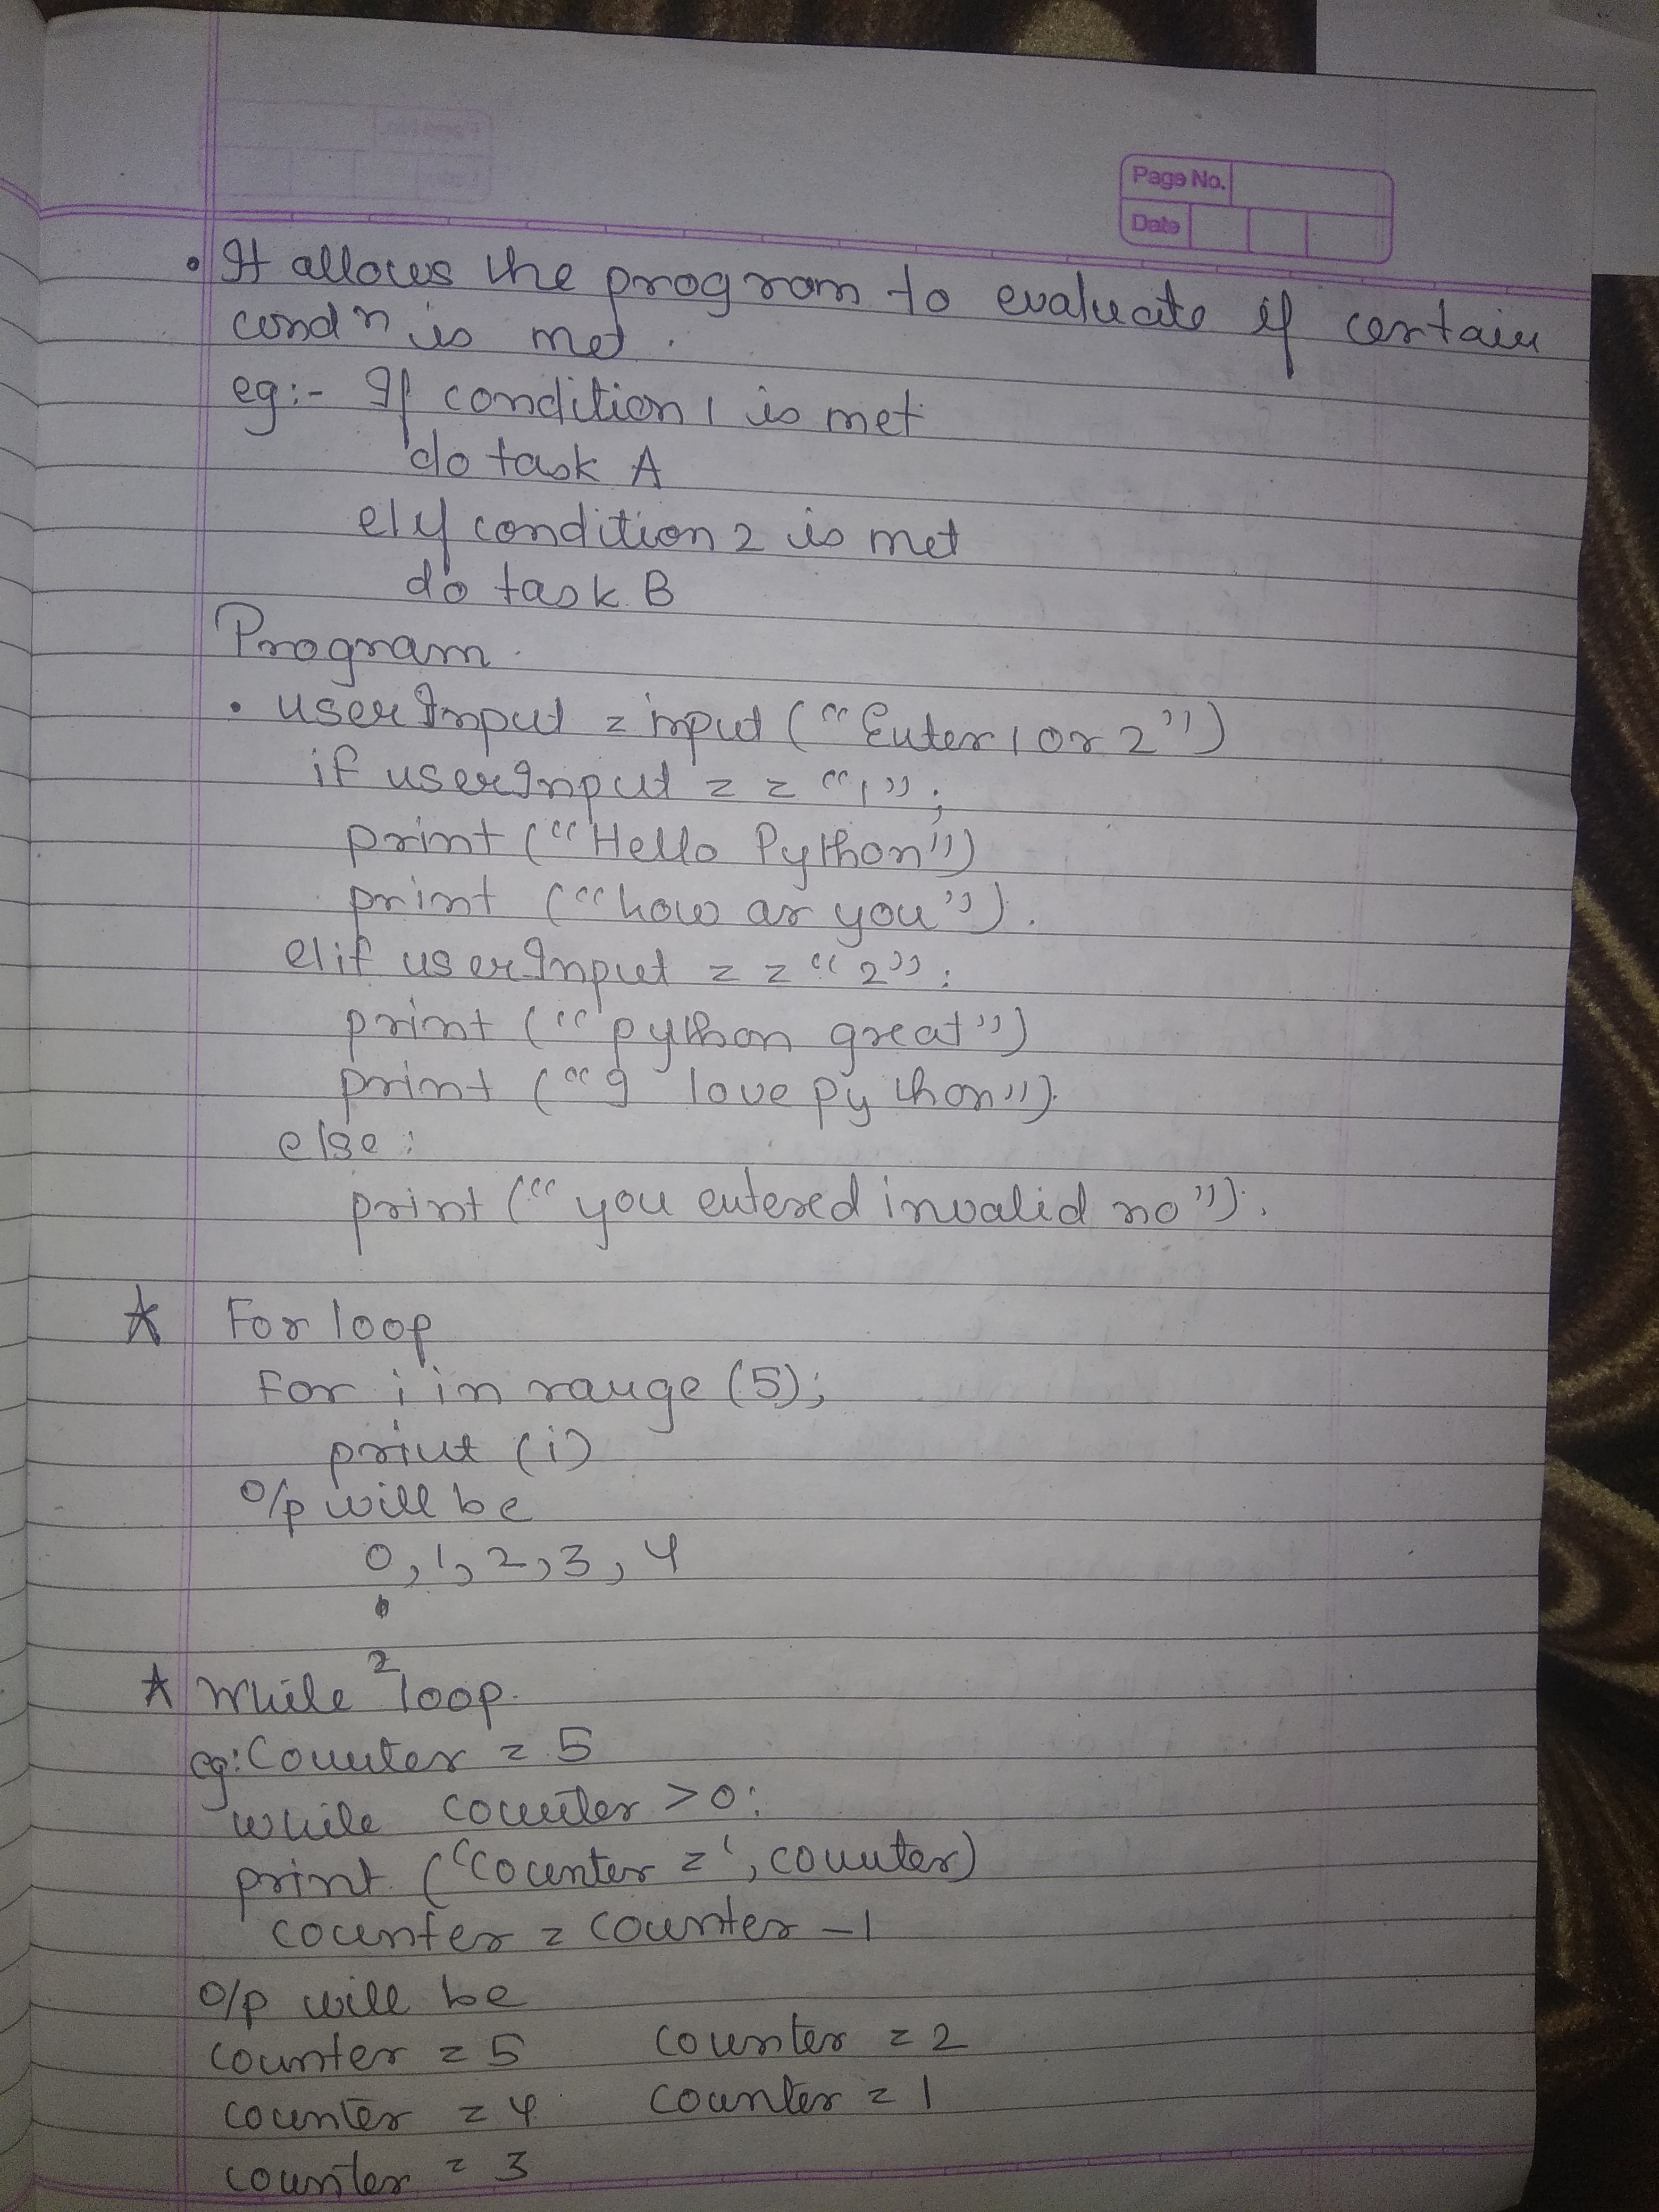 Page No.
Date
• It allows the program to evaluate if certain
condn is met.
eg:- If condition 1 is met
do task A
elif condition 2 is met
do task B
Program.
• userInput = input ("Enter 1 or 2")
if userInput == "1";
print ("Hello Python")
print ("how ar you").
elif userInput == "2":
print ("python great")
print ("I love python").
else:
print ("you entered invalid no").
☆ For loop
For i in range (5);
print (i)
o/p will be
0, 1, 2, 3, 4
2
☆ While loop.
eg: Counter = 5
while counter > 0:
print ('counter =', counter)
counter = counter - 1
o/p will be
counter = 5 counter = 2
counter = 4 counter = 1
counter = 3